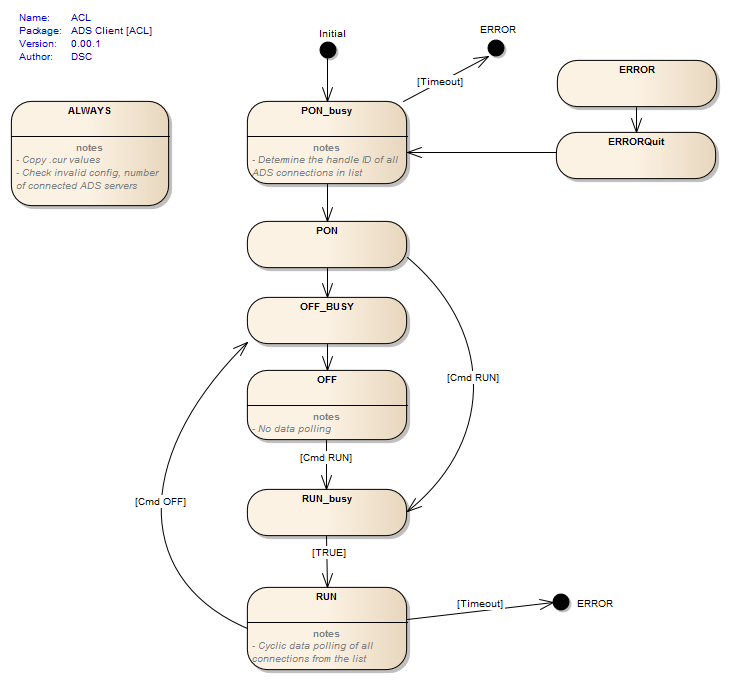 Name: ACL
Package: ADS Client [ACL]
Version: 0.00.1
Author: DSC
Initial
ERROR
[Timeout]
ERROR
ALWAYS
notes
- Copy .cur values
- Check invalid config, number
of connected ADS servers
PON_busy
notes
- Determine the handle ID of all
ADS connections in list
ERRORQuit
PON
OFF_BUSY
OFF
notes
- No data polling
[Cmd RUN]
[Cmd RUN]
RUN_busy
[Cmd OFF]
[TRUE]
RUN
notes
- Cyclic data polling of all
connections from the list
[Timeout]
ERROR